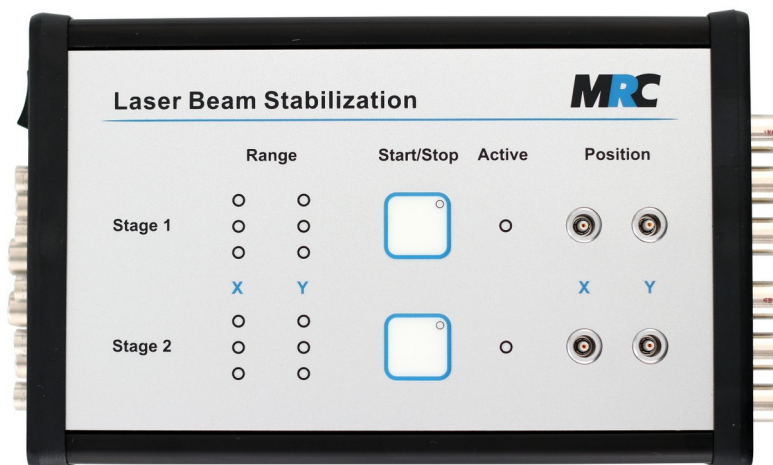 MRC
Laser Beam Stabilization
Range Start/Stop Active Position
Stage 1
X Y X Y
Stage 2